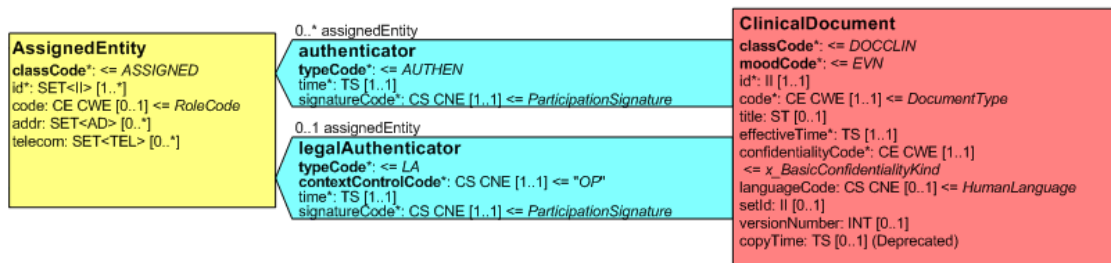 AssignedEntity
classCode*: <= ASSIGNED
id*: SET<II> [1..*]
code: CE CWE [0..1] <= RoleCode
addr: SET<AD> [0..*]
telecom: SET<TEL> [0..*]
0..* assignedEntity
authenticator
typeCode*: <= AUTHEN
time*: TS [1..1]
signatureCode*: CS CNE [1..1] <= ParticipationSignature
0..1 assignedEntity
legalAuthenticator
typeCode*: <= LA
contextControlCode*: CS CNE [1..1] <= "OP"
time*: TS [1..1]
signatureCode*: CS CNE [1..1] <= ParticipationSignature
ClinicalDocument
classCode*: <= DOCCLIN
moodCode*: <= EVN
id*: II [1..1]
code*: CE CWE [1..1] <= DocumentType
title: ST [0..1]
effectiveTime*: TS [1..1]
confidentialityCode*: CE CWE [1..1]
<= x_BasicConfidentialityKind
languageCode: CS CNE [0..1] <= HumanLanguage
setId: II [0..1]
versionNumber: INT [0..1]
copyTime: TS [0..1] (Deprecated)